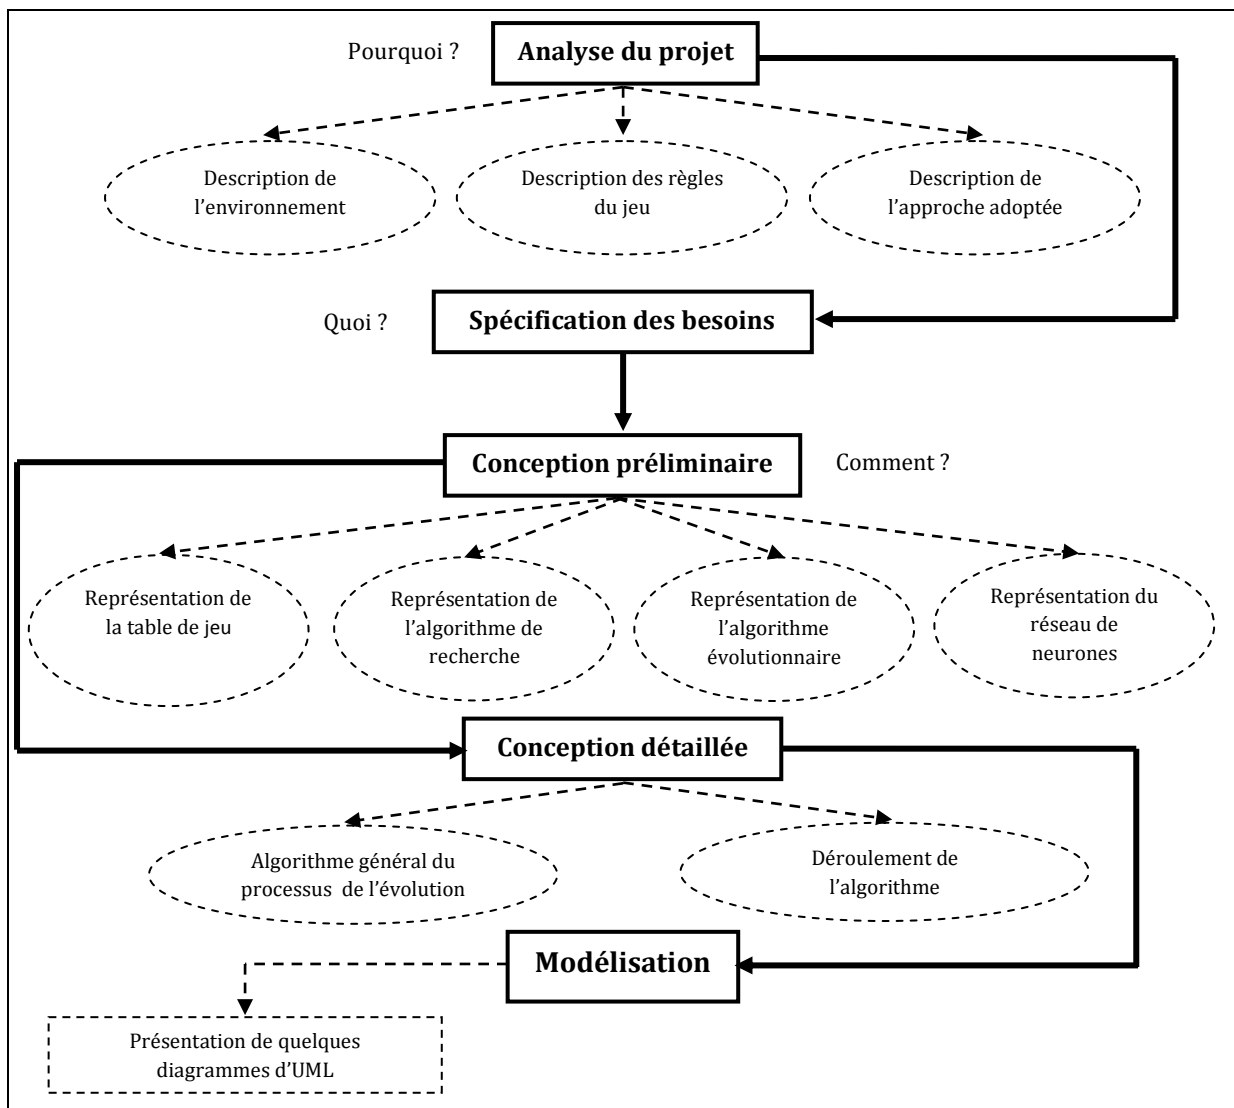 Pourquoi ?
Analyse du projet
Description de
l’environnement
Description des règles
du jeu
Description de
l’approche adoptée
Quoi ?
Spécification des besoins
Conception préliminaire
Comment ?
Représentation de
la table de jeu
Représentation de
l’algorithme de
recherche
Représentation de
l’algorithme
évolutionnaire
Représentation du
réseau de
neurones
Conception détaillée
Algorithme général du
processus  de l’évolution
Déroulement de
l’algorithme
Modélisation
Présentation de quelques
diagrammes d’UML